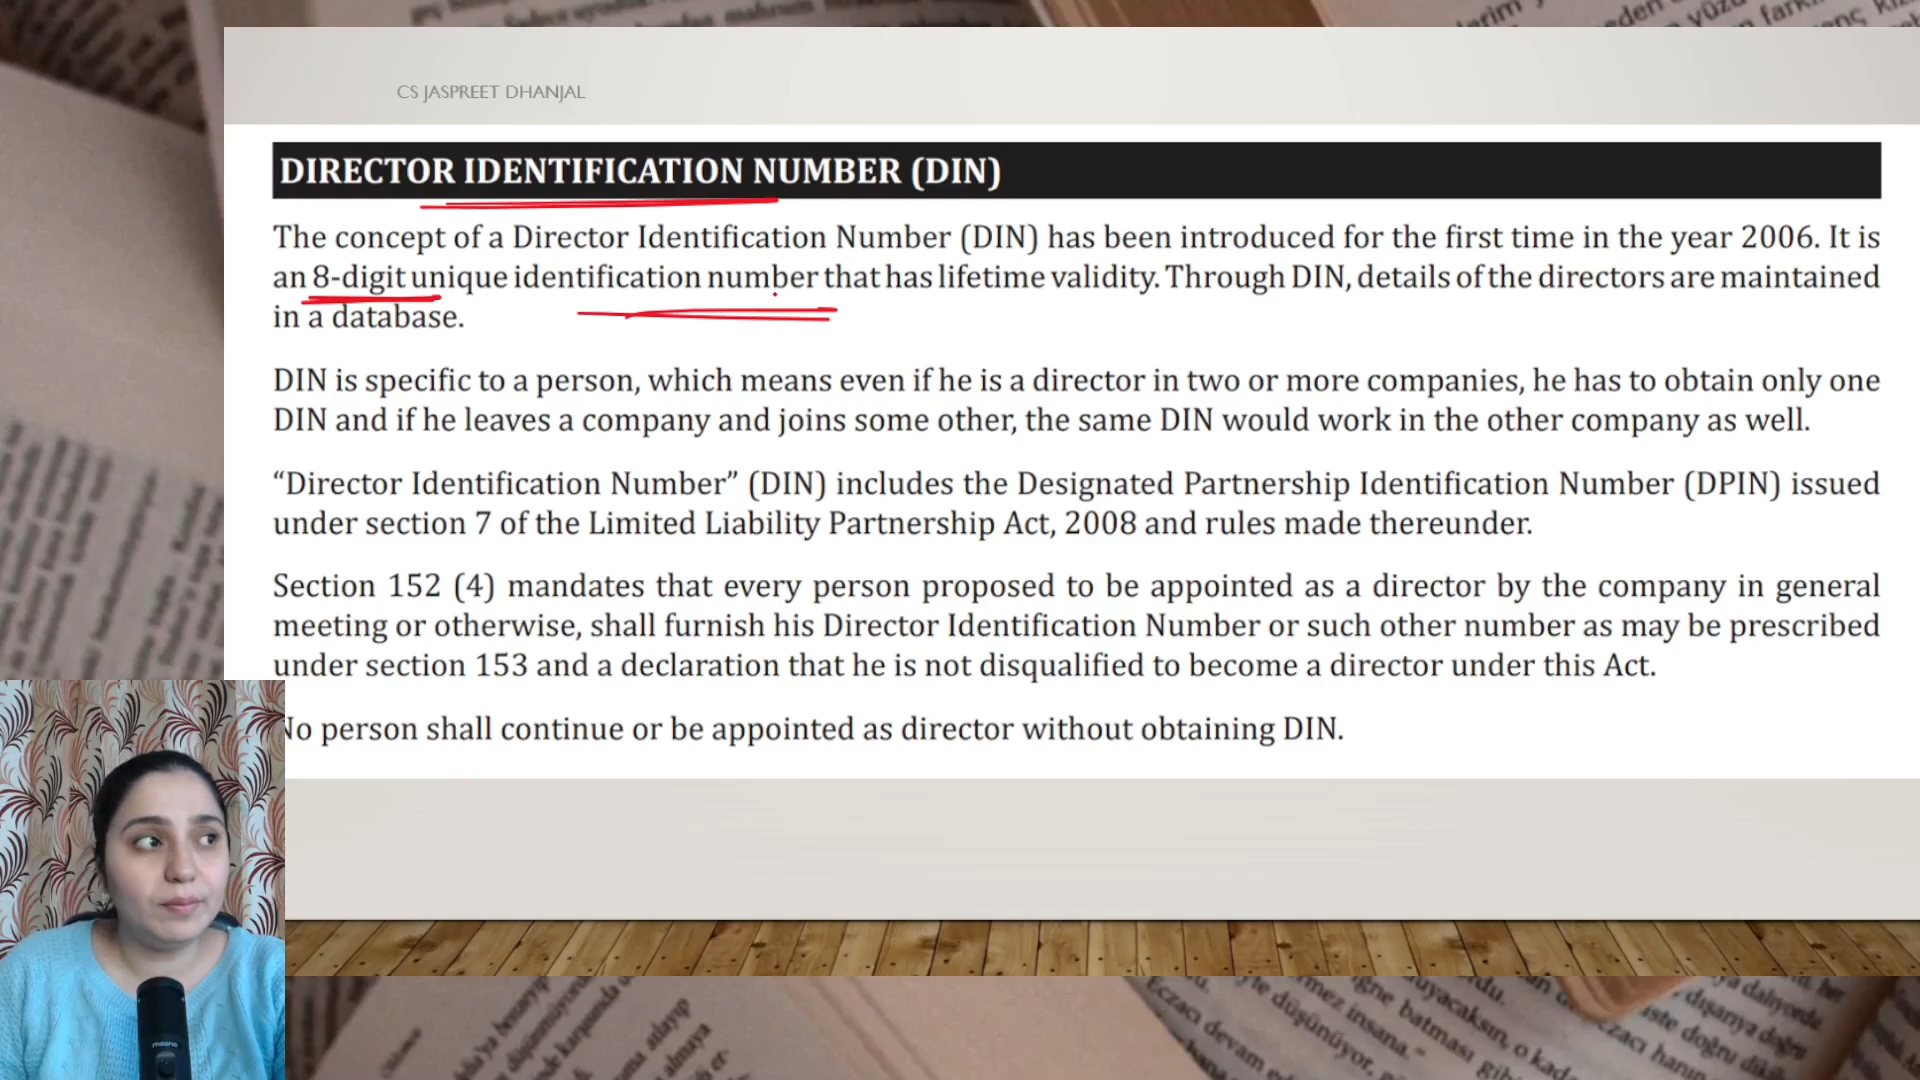 CS JASPREET DHANJAL
DIRECTOR IDENTIFICATION NUMBER (DIN)
The concept of a Director Identification Number (DIN) has been introduced for the first time in the year 2006. It is
an 8-digit unique identification number that has lifetime validity. Through DIN, details of the directors are maintained
in a database.
DIN is specific to a person, which means even if he is a director in two or more companies, he has to obtain only one
DIN and if he leaves a company and joins some other, the same DIN would work in the other company as well.
“Director Identification Number” (DIN) includes the Designated Partnership Identification Number (DPIN) issued
under section 7 of the Limited Liability Partnership Act, 2008 and rules made thereunder.
Section 152 (4) mandates that every person proposed to be appointed as a director by the company in general
meeting or otherwise, shall furnish his Director Identification Number or such other number as may be prescribed
under section 153 and a declaration that he is not disqualified to become a director under this Act.
No person shall continue or be appointed as director without obtaining DIN.
maono